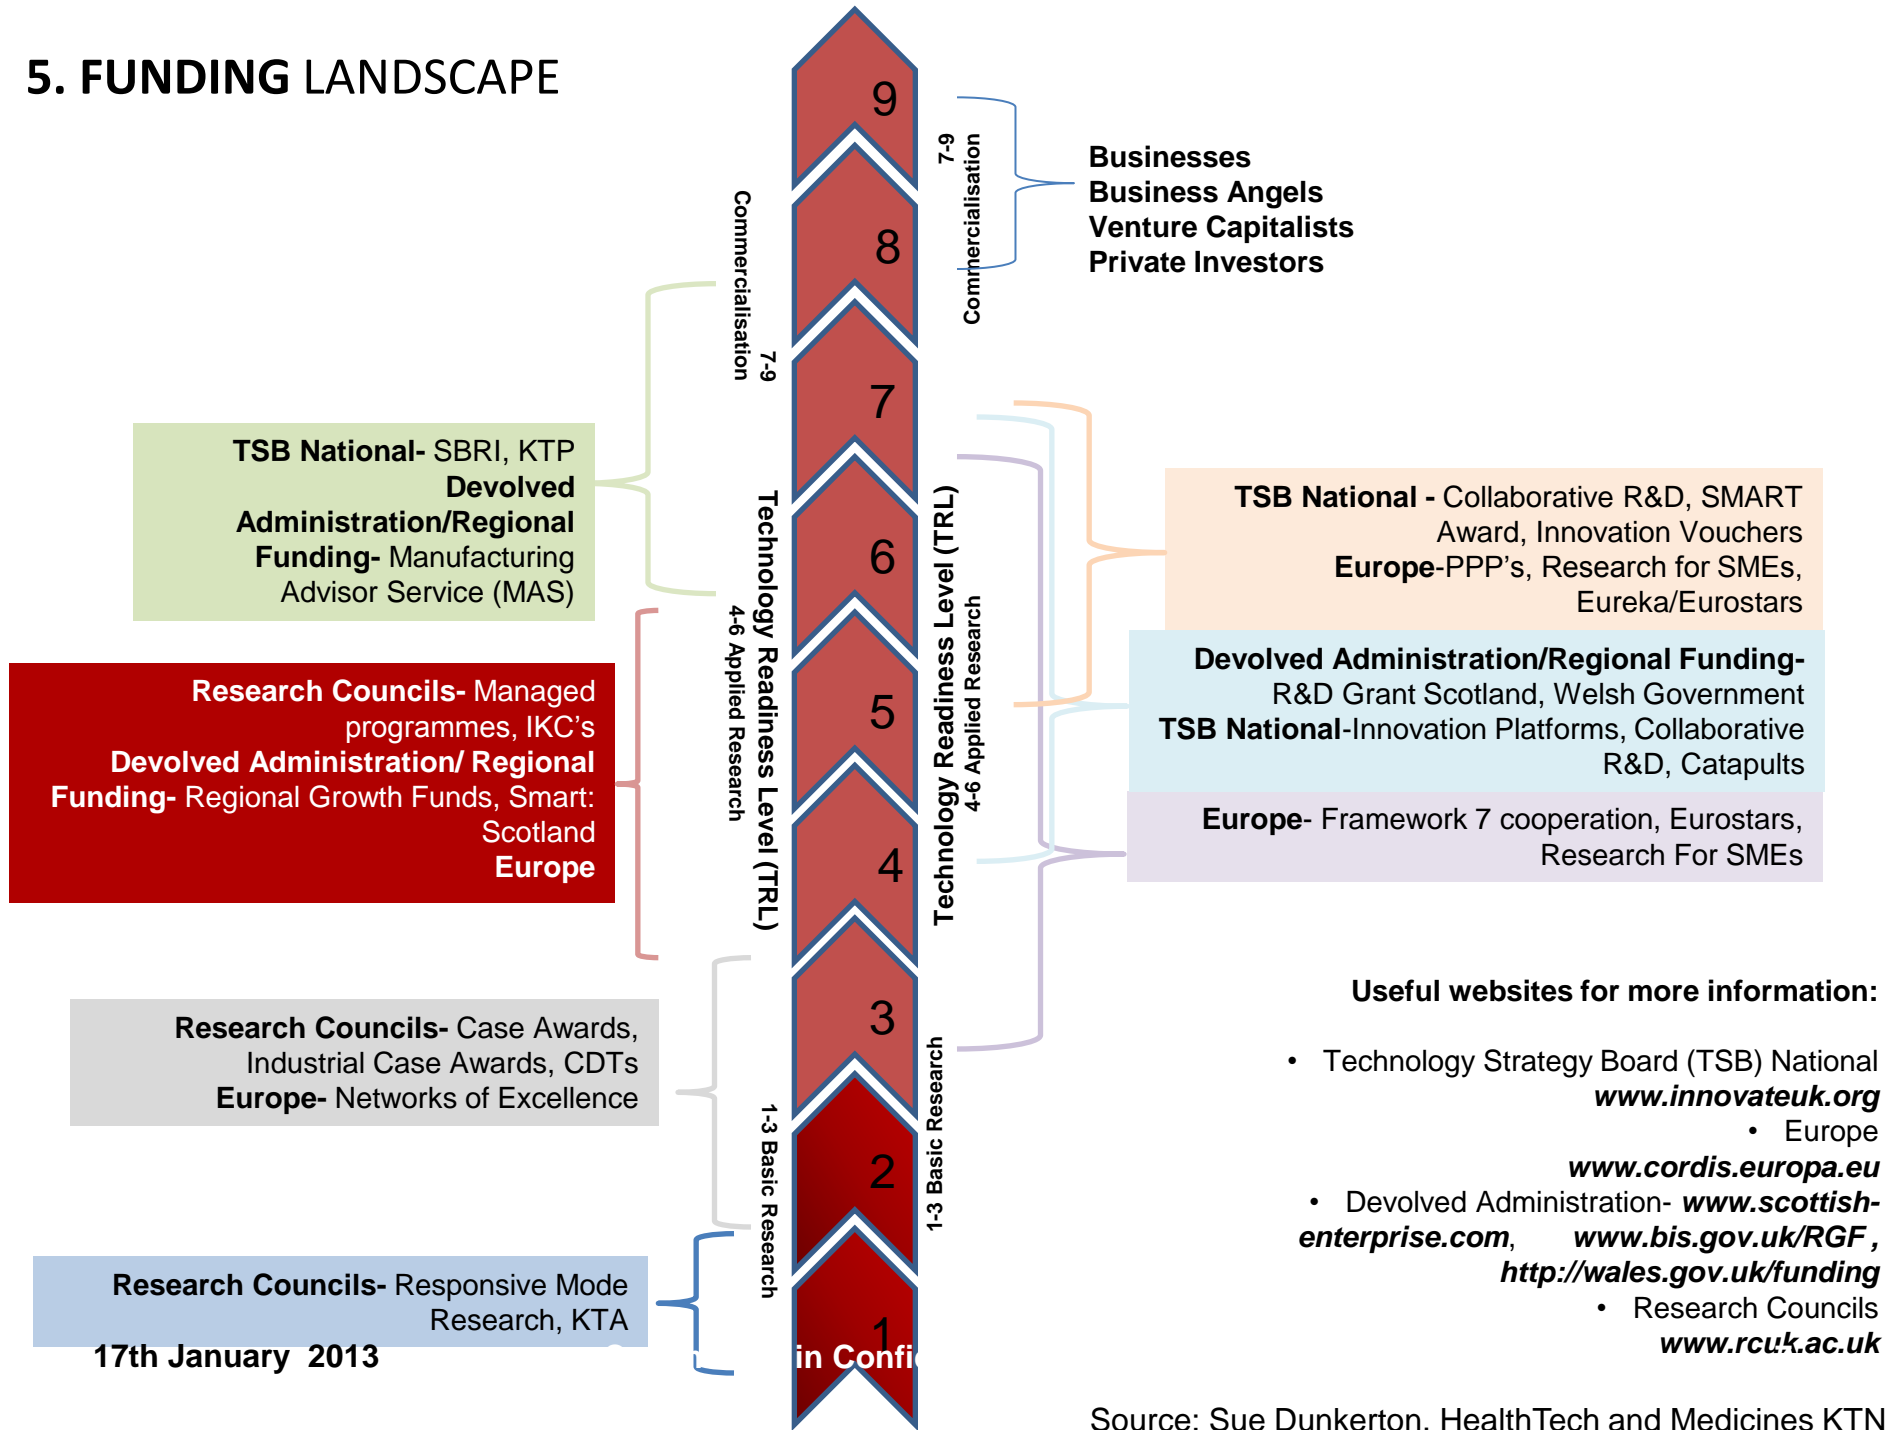 5. FUNDING LANDSCAPE
9
8
7
6
5
4
3
2
1
Commercialisation
7-9
Technology Readiness Level (TRL)
4-6 Applied Research
1-3 Basic Research
7-9
Commercialisation
Technology Readiness Level (TRL)
4-6 Applied Research
1-3 Basic Research
TSB National- SBRI, KTP
Devolved
Administration/Regional
Funding- Manufacturing
Advisor Service (MAS)
Research Councils- Managed
programmes, IKC's
Devolved Administration/ Regional
Funding- Regional Growth Funds, Smart:
Scotland
Europe
Research Councils- Case Awards,
Industrial Case Awards, CDTs
Europe- Networks of Excellence
Research Councils- Responsive Mode
Research, KTA
Businesses
Business Angels
Venture Capitalists
Private Investors
TSB National - Collaborative R&D, SMART
Award, Innovation Vouchers
Europe-PPP's, Research for SMEs,
Eureka/Eurostars
Devolved Administration/Regional Funding-
R&D Grant Scotland, Welsh Government
TSB National-Innovation Platforms, Collaborative
R&D, Catapults
Europe- Framework 7 cooperation, Eurostars,
Research For SMEs
Useful websites for more information:
• Technology Strategy Board (TSB) National
www.innovateuk.org
• Europe
www.cordis.europa.eu
• Devolved Administration- www.scottish-
enterprise.com, www.bis.gov.uk/RGF ,
http://wales.gov.uk/funding
• Research Councils
www.rcuk.ac.uk
17th January 2013
in
Source: Sue Dunkerton, HealthTech and Medicines KTN